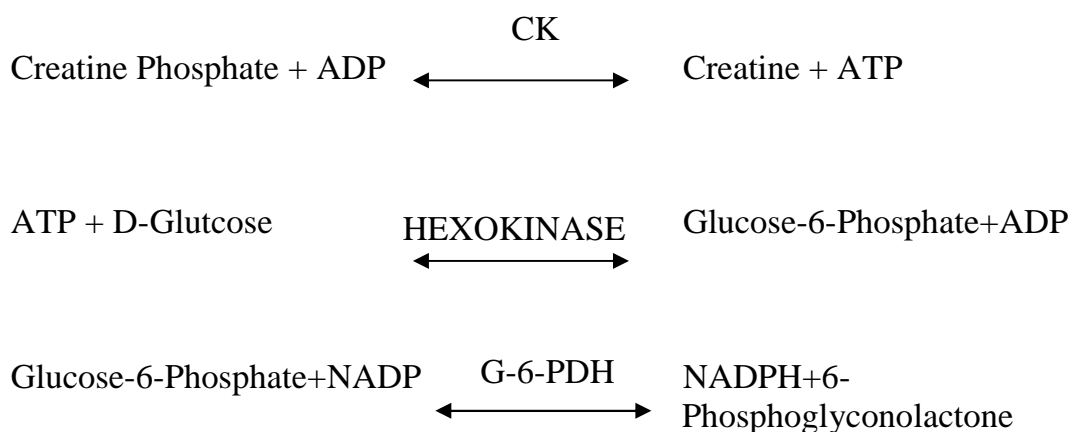 CK
Creatine Phosphate + ADP Creatine + ATP
ATP + D-Glutcose HEXOKINASE Glucose-6-Phosphate+ADP
Glucose-6-Phosphate+NADP G-6-PDH NADPH+6-
Phosphoglyconolactone